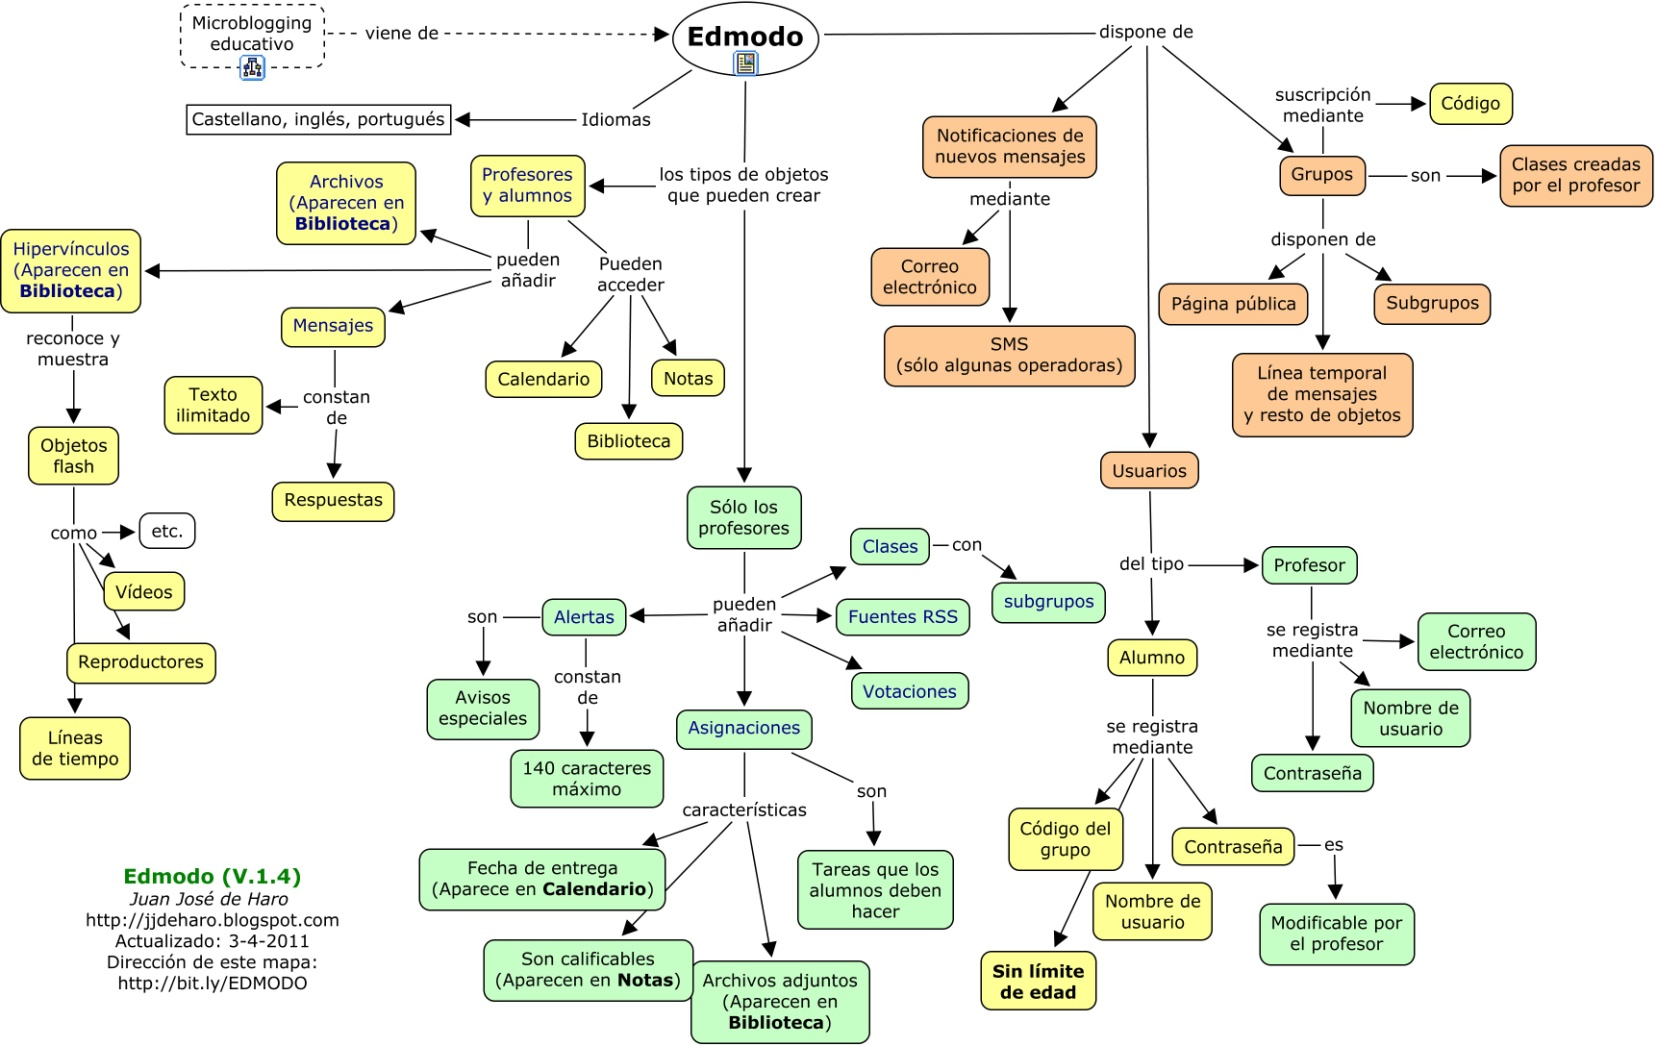 Microblogging
educativo
viene de
Edmodo
dispone de
Castellano, inglés, portugués
Idiomas
suscripción
mediante
Código
Notificaciones de
nuevos mensajes
Grupos
son
Clases creadas
por el profesor
Archivos
(Aparecen en
Biblioteca)
Profesores
y alumnos
los tipos de objetos
que pueden crear
mediante
Hipervínculos
(Aparecen en
Biblioteca)
pueden
añadir
Pueden
acceder
Correo
electrónico
disponen de
Página pública
Subgrupos
Mensajes
reconoce y
muestra
SMS
(sólo algunas operadoras)
Línea temporal
de mensajes
y resto de objetos
Calendario
Notas
Texto
ilimitado
constan
de
Biblioteca
Objetos
flash
Usuarios
Respuestas
Sólo los
profesores
como
etc.
Clases
con
subgrupos
del tipo
Profesor
Vídeos
son
Alertas
pueden
añadir
Fuentes RSS
se registra
mediante
Correo
electrónico
Reproductores
Alumno
Avisos
especiales
constan
de
Votaciones
Nombre de
usuario
Líneas
de tiempo
Asignaciones
se registra
mediante
Contraseña
140 caracteres
máximo
características
son
Código del
grupo
Contraseña
es
Fecha de entrega
(Aparece en Calendario)
Tareas que los
alumnos deben
hacer
Nombre de
usuario
Modificable por
el profesor
Son calificables
(Aparecen en Notas)
Archivos adjuntos
(Aparecen en
Biblioteca)
Sin límite
de edad
Edmodo (V.1.4)
Juan José de Haro
http://jjdeharo.blogspot.com
Actualizado: 3-4-2011
Dirección de este mapa:
http://bit.ly/EDMODO